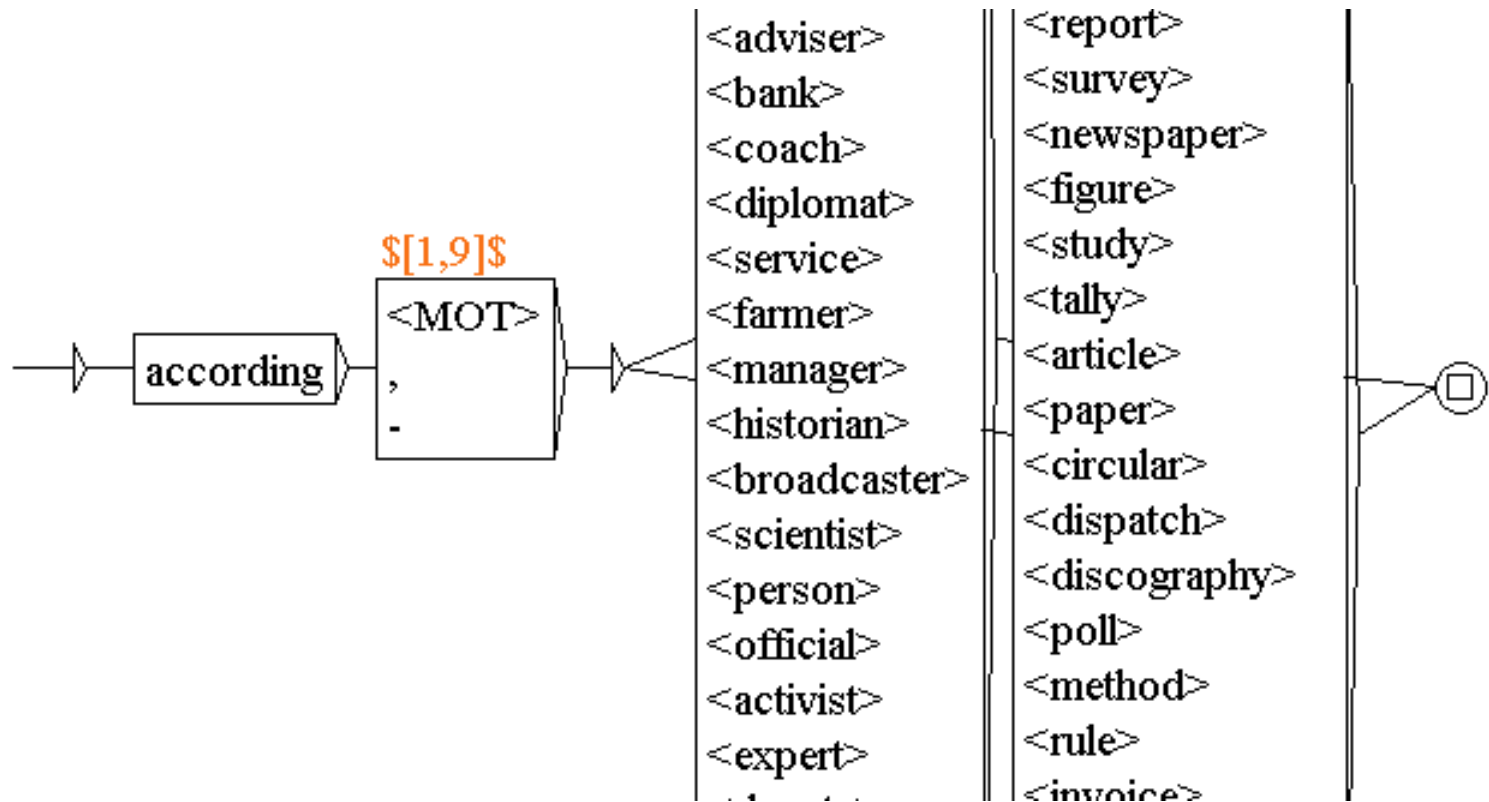 according
$[1,9]$
<MOT>
,
-
<adviser>
<bank>
<coach>
<diplomat>
<service>
<farmer>
<manager>
<historian>
<broadcaster>
<scientist>
<person>
<official>
<activist>
<expert>
<report>
<survey>
<newspaper>
<figure>
<study>
<tally>
<article>
<paper>
<circular>
<dispatch>
<discography>
<poll>
<method>
<rule>
<invoice>